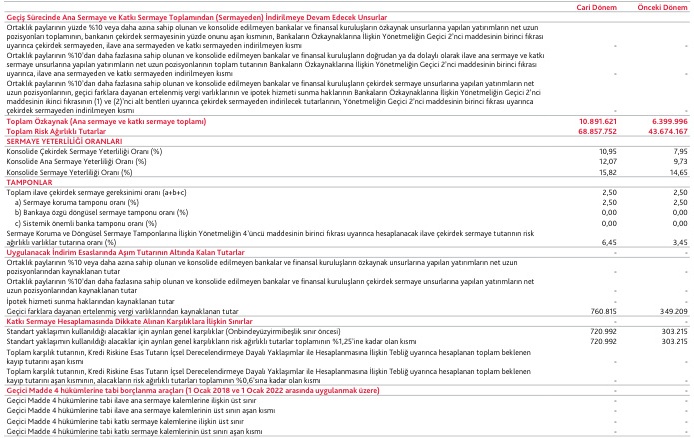 Cari Dönem Önceki Dönem
Geçiş Sürecinde Ana Sermaye ve Katkı Sermaye Toplamından (Sermayeden) İndirilmeye Devam Edecek Unsurlar
Ortaklık paylarının yüzde %10 veya daha azına sahip olunan ve konsolide edilmeyen bankalar ve finansal kuruluşların özkaynak unsurlarına yapılan yatırımların net uzun
pozisyonları toplamının, bankanın çekirdek sermayesinin yüzde onunu aşan kısmının, Bankaların Özkaynaklarına İlişkin Yönetmeliğin Geçici 2'nci maddesinin birinci fıkrası
uyarınca çekirdek sermayeden, ilave ana sermaye ve katkı sermayeden indirilmeyen kısmı - -
Ortaklık paylarının %10'dan daha fazlasına sahip olunan ve konsolide edilmeyen bankalar ve finansal kuruluşların doğrudan ya da dolaylı olarak ilave ana sermaye ve katkı
sermaye unsurlarına yapılan yatırımların net uzun pozisyonlarının toplam tutarının Bankaların Özkaynaklarına İlişkin Yönetmeliğin Geçici 2'nci maddesinin birinci fıkrası
uyarınca, ilave ana sermayeden ve katkı sermayeden indirilmeyen kısmı - -
Ortaklık paylarının %10'dan daha fazlasına sahip olunan ve konsolide edilmeyen bankalar ve finansal kuruluşların çekirdek sermaye unsurlarına yapılan yatırımların net
uzun pozisyonlarının, geçici farklara dayanan ertelenmiş vergi varlıklarının ve ipotek hizmeti sunma haklarının Bankaların Özkaynaklarına İlişkin Yönetmeliğin Geçici 2'nci
maddesinin ikinci fıkrasının (1) ve (2)'nci alt bentleri uyarınca çekirdek sermayeden indirilecek tutarlarının, Yönetmeliğin Geçici 2'nci maddesinin birinci fıkrası uyarınca
çekirdek sermayeden indirilmeyen kısmı - -
Toplam Özkaynak (Ana sermaye ve katkı sermaye toplamı) 10.891.621 6.399.996
Toplam Risk Ağırlıklı Tutarlar 68.857.752 43.674.167
SERMAYE YETERLİLİĞİ ORANLARI
Konsolide Çekirdek Sermaye Yeterliliği Oranı (%) 10,95 7,95
Konsolide Ana Sermaye Yeterliliği Oranı (%) 12,07 9,73
Konsolide Sermaye Yeterliliği Oranı (%) 15,82 14,65
TAMPONLAR
Toplam ilave çekirdek sermaye gereksinimi oranı (a+b+c) 2,50 2,50
a) Sermaye koruma tamponu oranı (%) 2,50 2,50
b) Bankaya özgü döngüsel sermaye tamponu oranı (%) 0,00 0,00
c) Sistemik önemli banka tamponu oranı (%) 0,00 0,00
Sermaye Koruma ve Döngüsel Sermaye Tamponlarına İlişkin Yönetmeliğin 4'üncü maddesinin birinci fıkrası uyarınca hesaplanacak ilave çekirdek sermaye tutarının risk
ağırlıklı varlıklar tutarına oranı (%) 6,45 3,45
Uygulanacak İndirim Esaslarında Aşım Tutarının Altında Kalan Tutarlar - -
Ortaklık paylarının %10 veya daha azına sahip olunan ve konsolide edilmeyen bankalar ve finansal kuruluşların özkaynak unsurlarına yapılan yatırımların net uzun
pozisyonlarından kaynaklanan tutar - -
Ortaklık paylarının %10'dan daha fazlasına sahip olunan ve konsolide edilmeyen bankalar ve finansal kuruluşların çekirdek sermaye unsurlarına yapılan yatırımların net
uzun pozisyonlarından kaynaklanan tutar - -
İpotek hizmeti sunma haklarından kaynaklanan tutar - -
Geçici farklara dayanan ertelenmiş vergi varlıklarından kaynaklanan tutar 760.815 349.209
Katkı Sermaye Hesaplamasında Dikkate Alınan Karşılıklara İlişkin Sınırlar - -
Standart yaklaşımın kullanıldığı alacaklar için ayrılan genel karşılıklar (Onbindeyüzyirmibeşlik sınır öncesi) 720.992 303.215
Standart yaklaşımın kullanıldığı alacaklar için ayrılan genel karşılıkların risk ağırlıklı tutarlar toplamının %1,25'ine kadar olan kısmı 720.992 303.215
Toplam karşılık tutarının, Kredi Riskine Esas Tutarın İçsel Derecelendirmeye Dayalı Yaklaşımlar ile Hesaplanmasına İlişkin Tebliğ uyarınca hesaplanan toplam beklenen
kayıp tutarını aşan kısmı - -
Toplam karşılık tutarının, Kredi Riskine Esas Tutarın İçsel Derecelendirmeye Dayalı Yaklaşımlar ile Hesaplanmasına İlişkin Tebliğ uyarınca hesaplanan toplam beklenen
kayıp tutarını aşan kısmının, alacakların risk ağırlıklı tutarları toplamının %0,6'sına kadar olan kısmı - -
Geçici Madde 4 hükümlerine tabi borçlanma araçları (1 Ocak 2018 ve 1 Ocak 2022 arasında uygulanmak üzere) - -
Geçici Madde 4 hükümlerine tabi ilave ana sermaye kalemlerine ilişkin üst sınır - -
Geçici Madde 4 hükümlerine tabi ilave ana sermaye kalemlerinin üst sınırı aşan kısmı - -
Geçici Madde 4 hükümlerine tabi katkı sermaye kalemlerine ilişkin üst sınır - -
Geçici Madde 4 hükümlerine tabi katkı sermaye kalemlerinin üst sınırı aşan kısmı - -